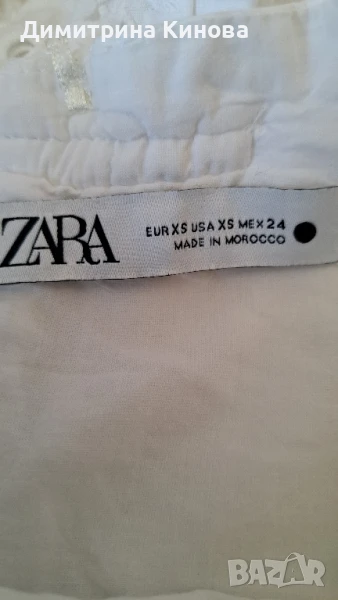 Димитрина Кинова
ZARA
EUR XS USA XS MEX 24
MADE IN MOROCCO
BAZAR